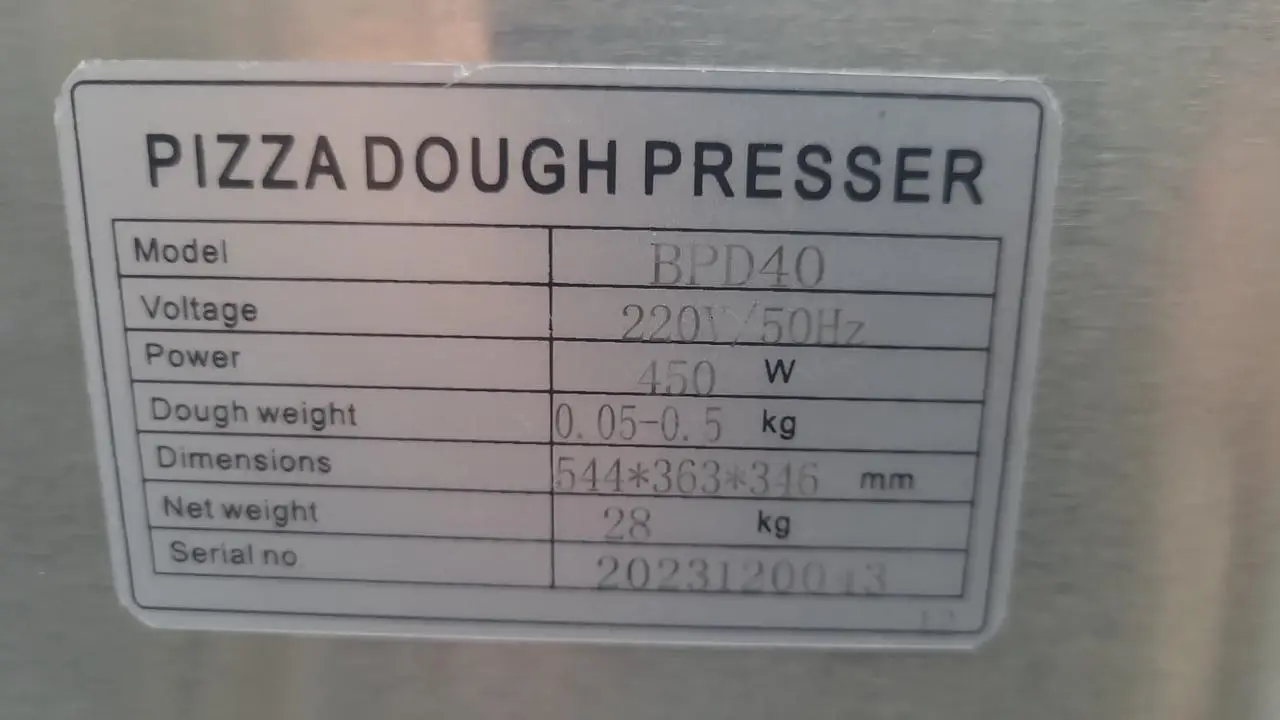 PIZZA DOUGH PRESSER
Model BPD40
Voltage 220V/50Hz
Power 450 W
Dough weight 0.05-0.5 kg
Dimensions 544*363*346 mm
Net weight 28 kg
Serial no